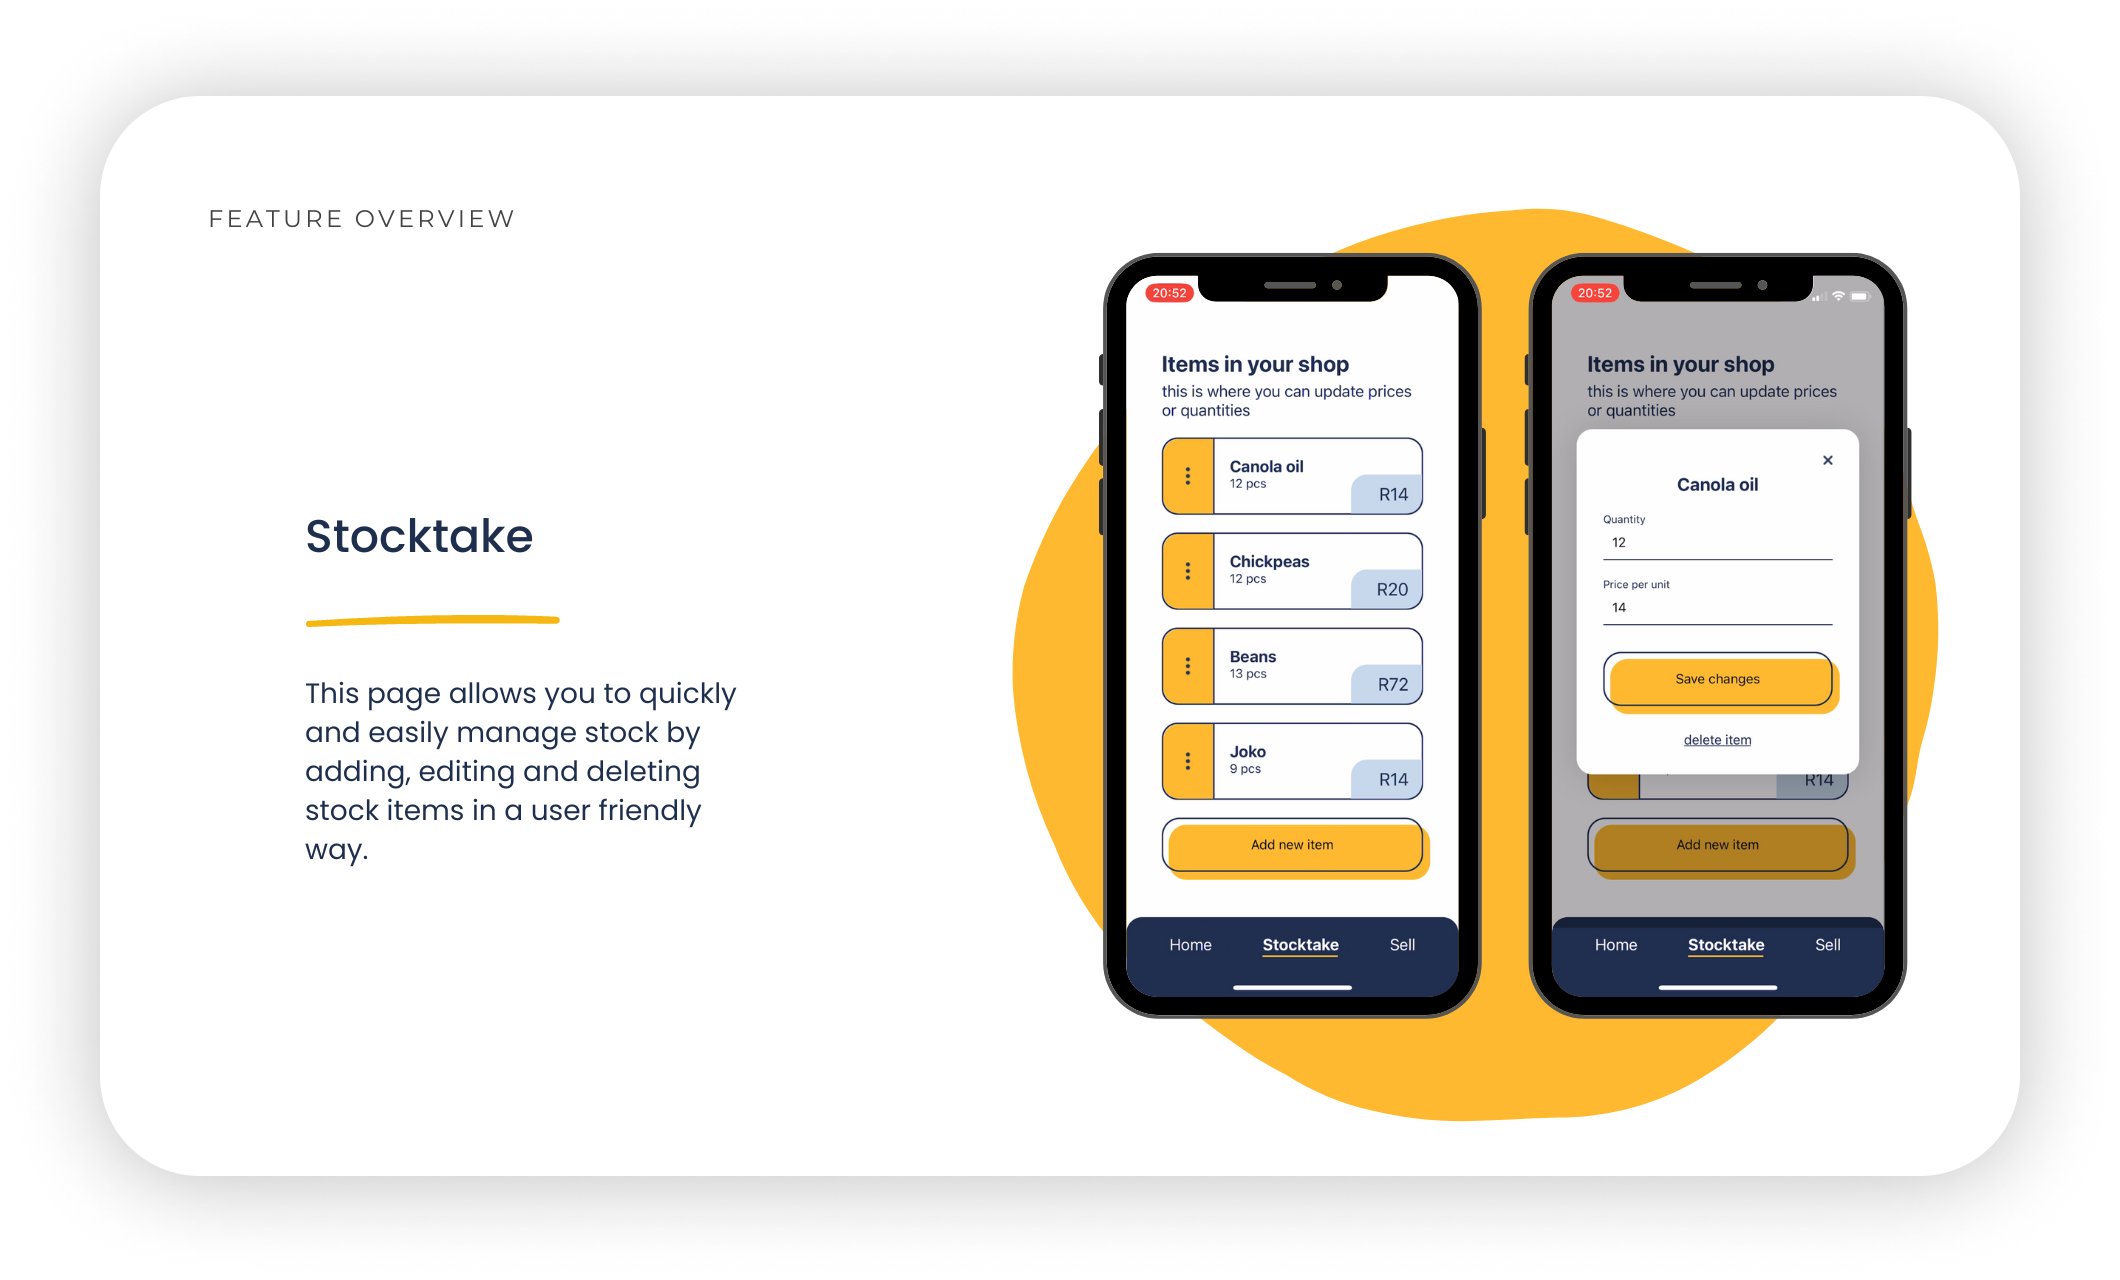 FEATURE OVERVIEW
Stocktake
This page allows you to quickly
and easily manage stock by
adding, editing and deleting
stock items in a user friendly
way.
20:52
Items in your shop
this is where you can update prices
or quantities
Canola oil
12 pcs
R14
Chickpeas
12 pcs
R20
Beans
13 pcs
R72
Joko
9 pcs
R14
Add new item
Home Stocktake Sell
20:52
Items in your shop
this is where you can update prices
or quantities
×
Canola oil
Quantity
12
Price per unit
14
Save changes
delete item
R14
Add new item
Home Stocktake Sell